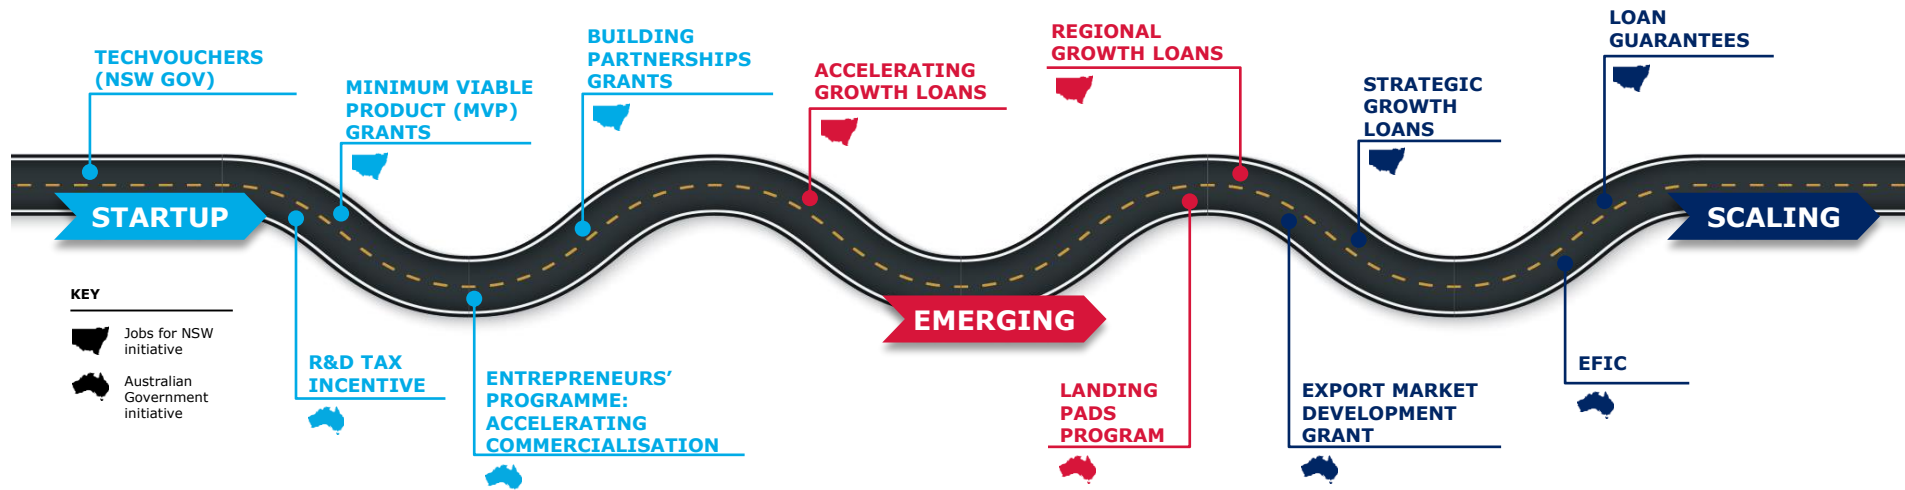 TECHVOUCHERS
(NSW GOV)
MINIMUM VIABLE
PRODUCT (MVP)
GRANTS
BUILDING
PARTNERSHIPS
GRANTS
ACCELERATING
GROWTH LOANS
REGIONAL
GROWTH LOANS
STRATEGIC
GROWTH
LOANS
LOAN
GUARANTEES
STARTUP
EMERGING
SCALING
KEY
Jobs for NSW
initiative
Australian
Government
initiative
R&D TAX
INCENTIVE
ENTREPRENEURS’
PROGRAMME:
ACCELERATING
COMMERCIALISATION
LANDING
PADS
PROGRAM
EXPORT MARKET
DEVELOPMENT
GRANT
EFIC